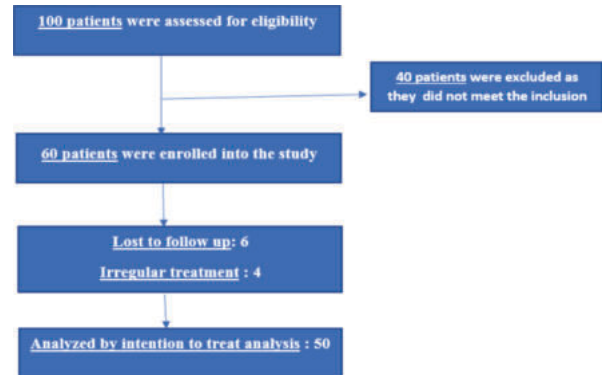 100 patients were assessed for eligibility
40 patients were excluded as
they did not meet the inclusion
60 patients were enrolled into the study
Lost to follow up: 6
Irregular treatment : 4
Analyzed by intention to treat analysis : 50